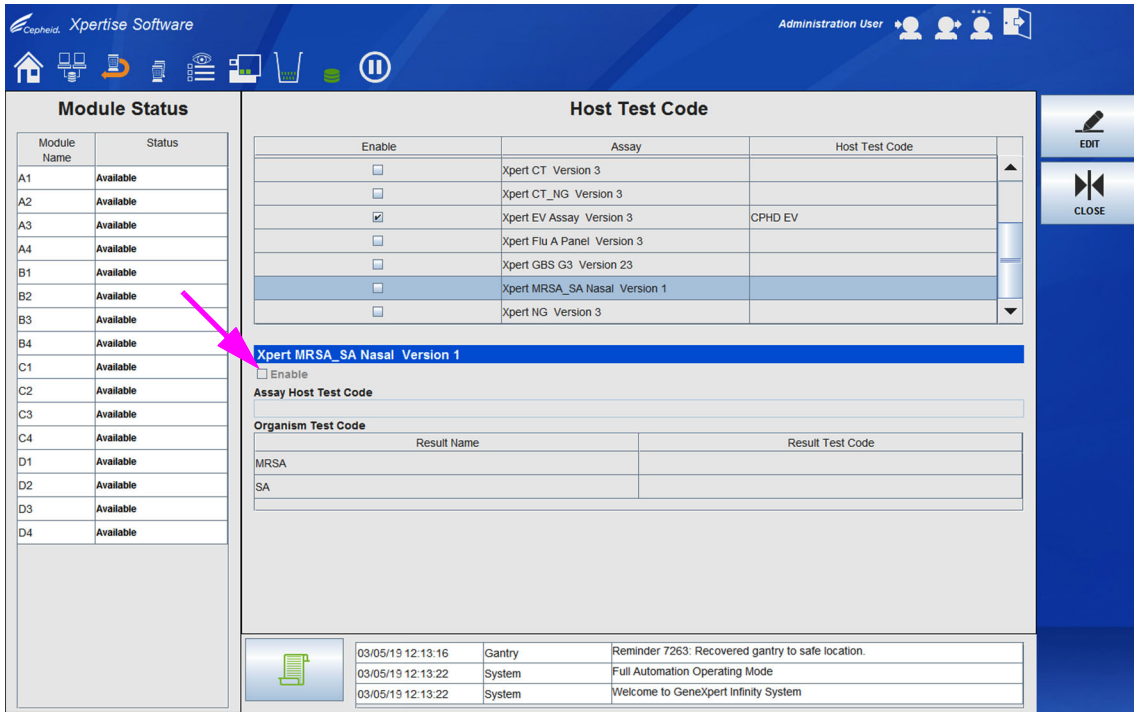 Cepheid. Xpertise Software
Administration User
Module Status
Module Name Status
A1 Available
A2 Available
A3 Available
A4 Available
B1 Available
B2 Available
B3 Available
B4 Available
C1 Available
C2 Available
C3 Available
C4 Available
D1 Available
D2 Available
D3 Available
D4 Available
Host Test Code
Enable Assay Host Test Code
Xpert CT Version 3
Xpert CT_NG Version 3
Xpert EV Assay Version 3 CPHD EV
Xpert Flu A Panel Version 3
Xpert GBS G3 Version 23
Xpert MRSA_SA Nasal Version 1
Xpert NG Version 3
Xpert MRSA_SA Nasal Version 1
Enable
Assay Host Test Code
Organism Test Code
Result Name Result Test Code
MRSA
SA
03/05/19 12:13:16 Gantry Reminder 7263: Recovered gantry to safe location.
03/05/19 12:13:22 System Full Automation Operating Mode
03/05/19 12:13:22 System Welcome to GeneXpert Infinity System
EDIT
CLOSE